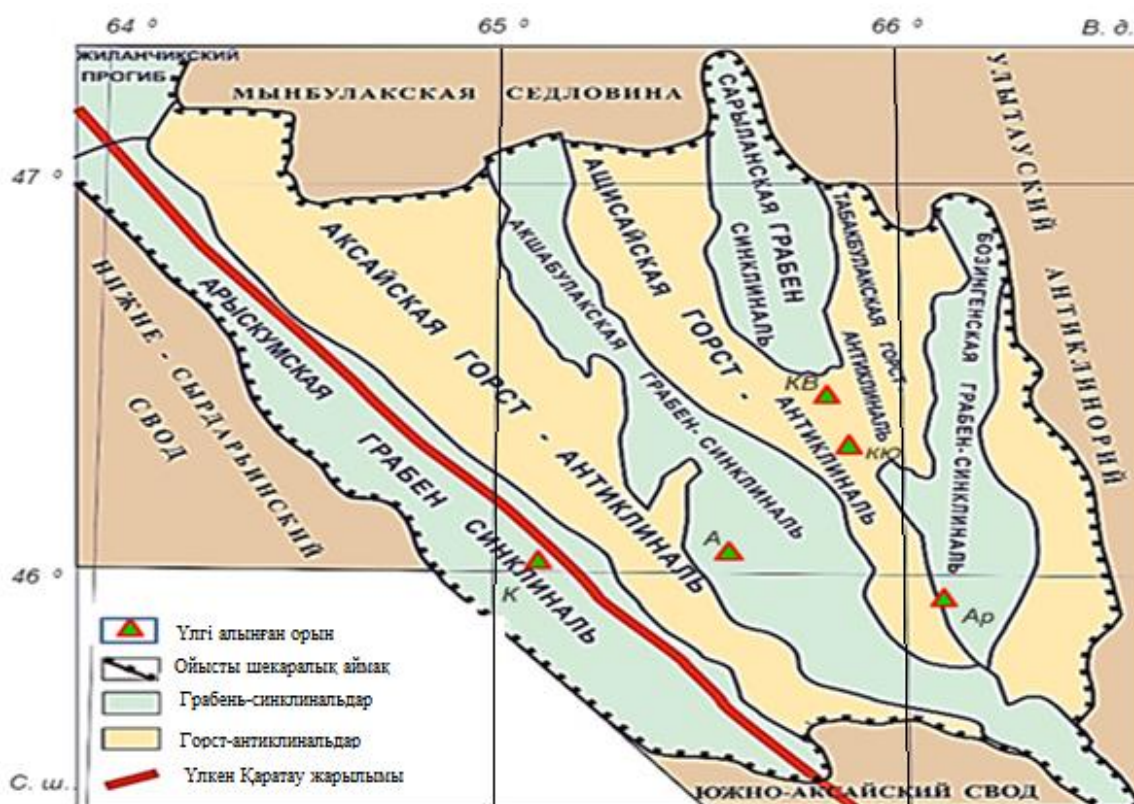 64 °
65 °
66 °
В. д.
ЖИЛАНЧИКСКИЙ
ПРОГИБ
МЫНБУЛАКСКАЯ СЕДЛОВИНА
УЛЫТАУСКИЙ АНТИКЛИНОРИЙ
47 °
САРЫЛАНСКАЯ ГРАБЕН
СИНКЛИНАЛЬ
ТАБАКБУЛАКСКАЯ ГОРСТ
АНТИКЛИНАЛЬ
БОЗИНГЕНСКАЯ ГРАБЕН-СИНКЛИНАЛЬ
АЩИСАЙСКАЯ ГОРСТ - АНТИКЛИНАЛЬ
АКШАБУЛАКСКАЯ ГРАБЕН- СИНКЛИНАЛЬ
АКСАЙСКАЯ ГОРСТ - АНТИКЛИНАЛЬ
АРЫСКУМСКАЯ ГРАБЕН СИНКЛИНАЛЬ
НИЖНЕ - СЫРДАРЬИНСКИЙ
СВОД
КВ
КЮ
А
К
Ар
46 °
Үлгі алынған орын
Ойысты шекаралық аймақ
Грабень-синклинальдар
Горст-антиклинальдар
Үлкен Қаратау жарылымы
С. ш.
ЮЖНО-АКСАЙСКИЙ СВОД